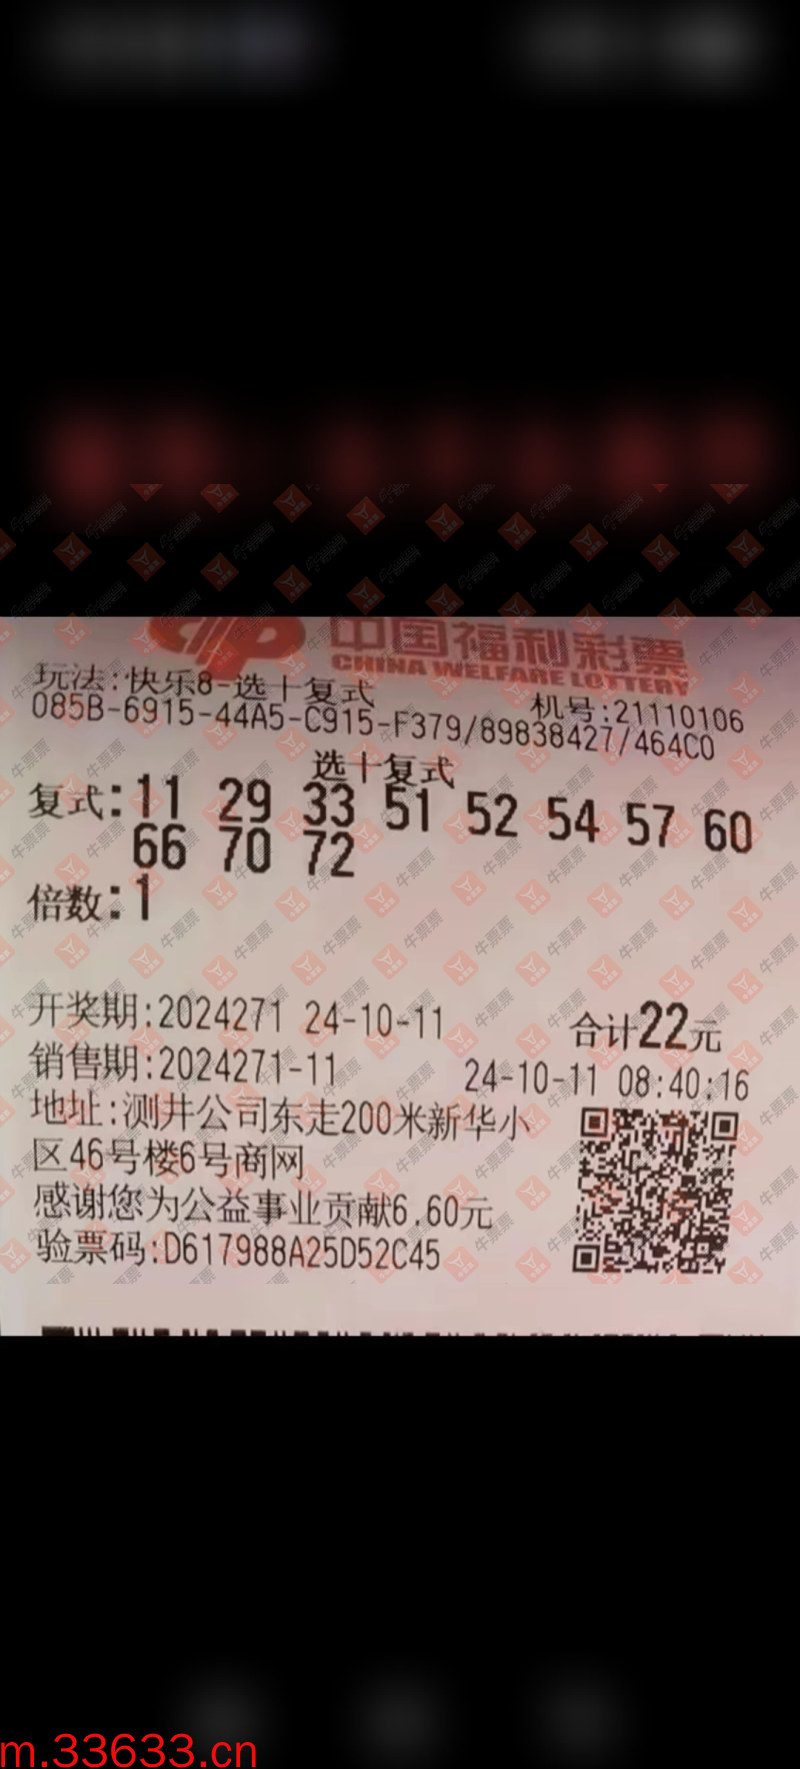 中国福利彩票
CHINA WELFARE LOTTERY
玩法:快乐8-选十复式
机号:21110106
085B-6915-44A5-C915-F379/89838427/464C0
选十复式
复式:11 29 33 51 52 54 57 60
66 70 72
倍数:1
开奖期:2024271 24-10-11
合计22元
销售期:2024271-11
24-10-11 08:40:16
地址:测井公司东走200米新华小
区46号楼6号商网
感谢您为公益事业贡献6.60元
验票码:D617988A25D52C45
牛票票
m.33633.cn